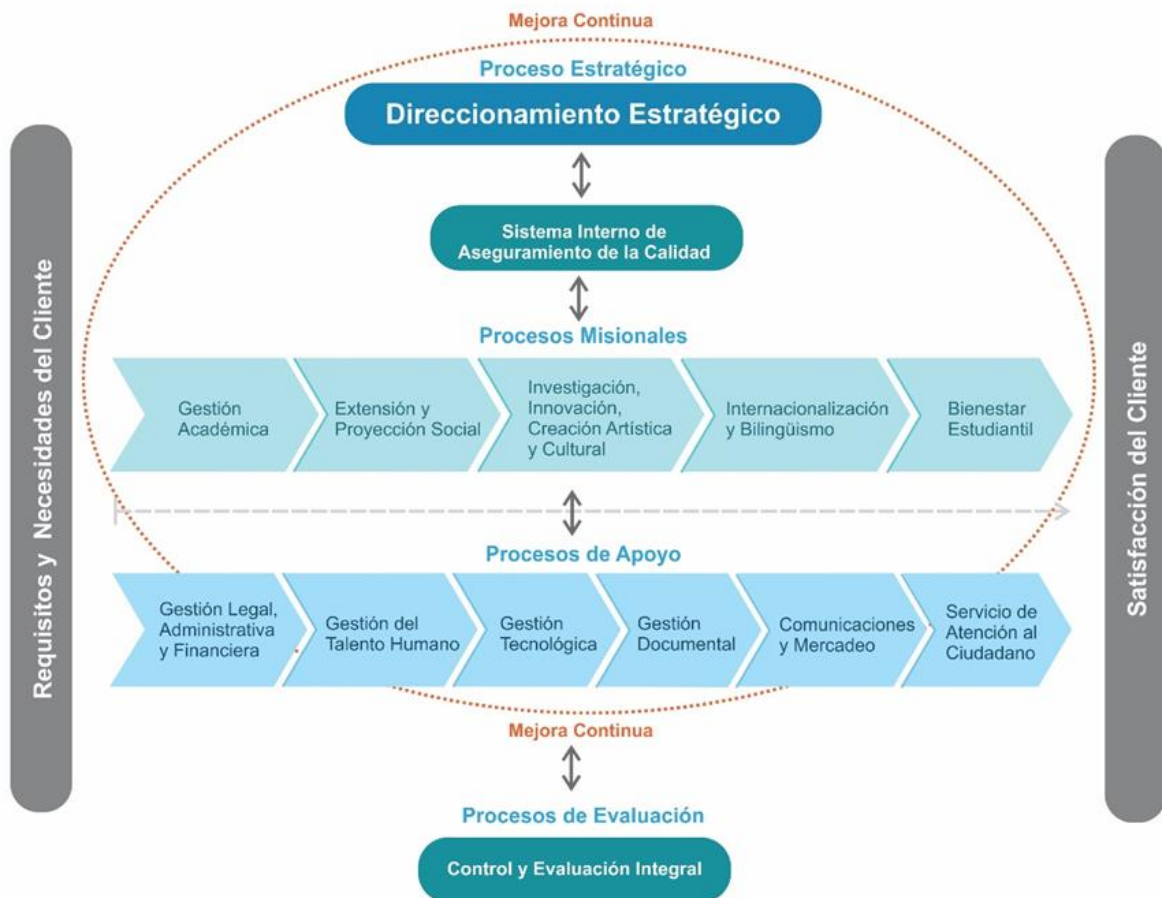 Mejora Continua
Proceso Estratégico
Direccionamiento Estratégico
Requisitos y Necesidades del Cliente
Sistema Interno de
Aseguramiento de la Calidad
Procesos Misionales
Gestión
Académica
Extensión y
Proyección Social
Investigación,
Innovación,
Creación Artística
y Cultural
Internacionalización
y Bilingüismo
Bienestar
Estudiantil
Procesos de Apoyo
Gestión Legal,
Administrativa
y Financiera
Gestión del
Talento Humano
Gestión
Tecnológica
Gestión
Documental
Comunicaciones
y Mercadeo
Servicio de
Atención al
Ciudadano
Mejora Continua
Procesos de Evaluación
Control y Evaluación Integral
Satisfacción del Cliente